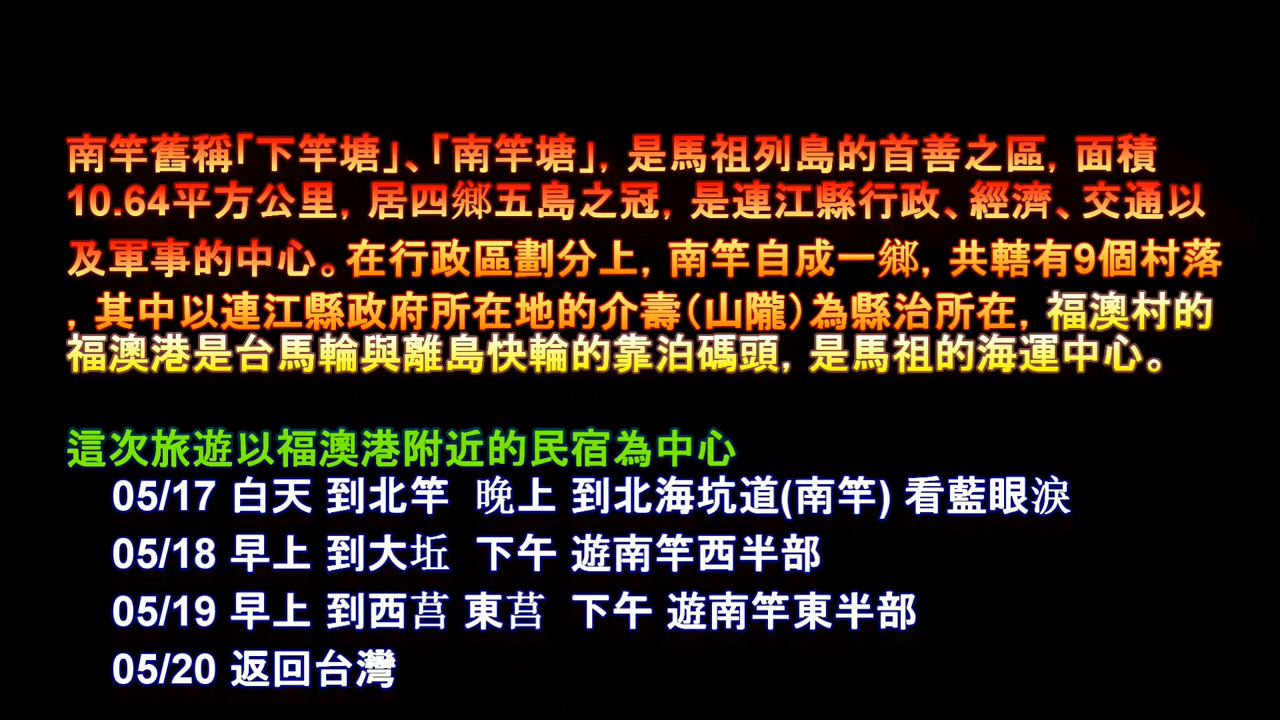 南竿舊稱「下竿塘」、「南竿塘」，是馬祖列島的首善之區，面積
10.64平方公里，居四鄉五島之冠，是連江縣行政、經濟、交通以
及軍事的中心。在行政區劃分上，南竿自成一鄉，共轄有9個村落
，其中以連江縣政府所在地的介壽（山隴）為縣治所在，福澳村的
福澳港是台馬輪與離島快輪的靠泊碼頭，是馬祖的海運中心。
這次旅遊以福澳港附近的民宿為中心
05/17 白天 到北竿 晚上 到北海坑道(南竿) 看藍眼淚
05/18 早上 到大坵 下午 遊南竿西半部
05/19 早上 到西莒 東莒 下午 遊南竿東半部
05/20 返回台灣